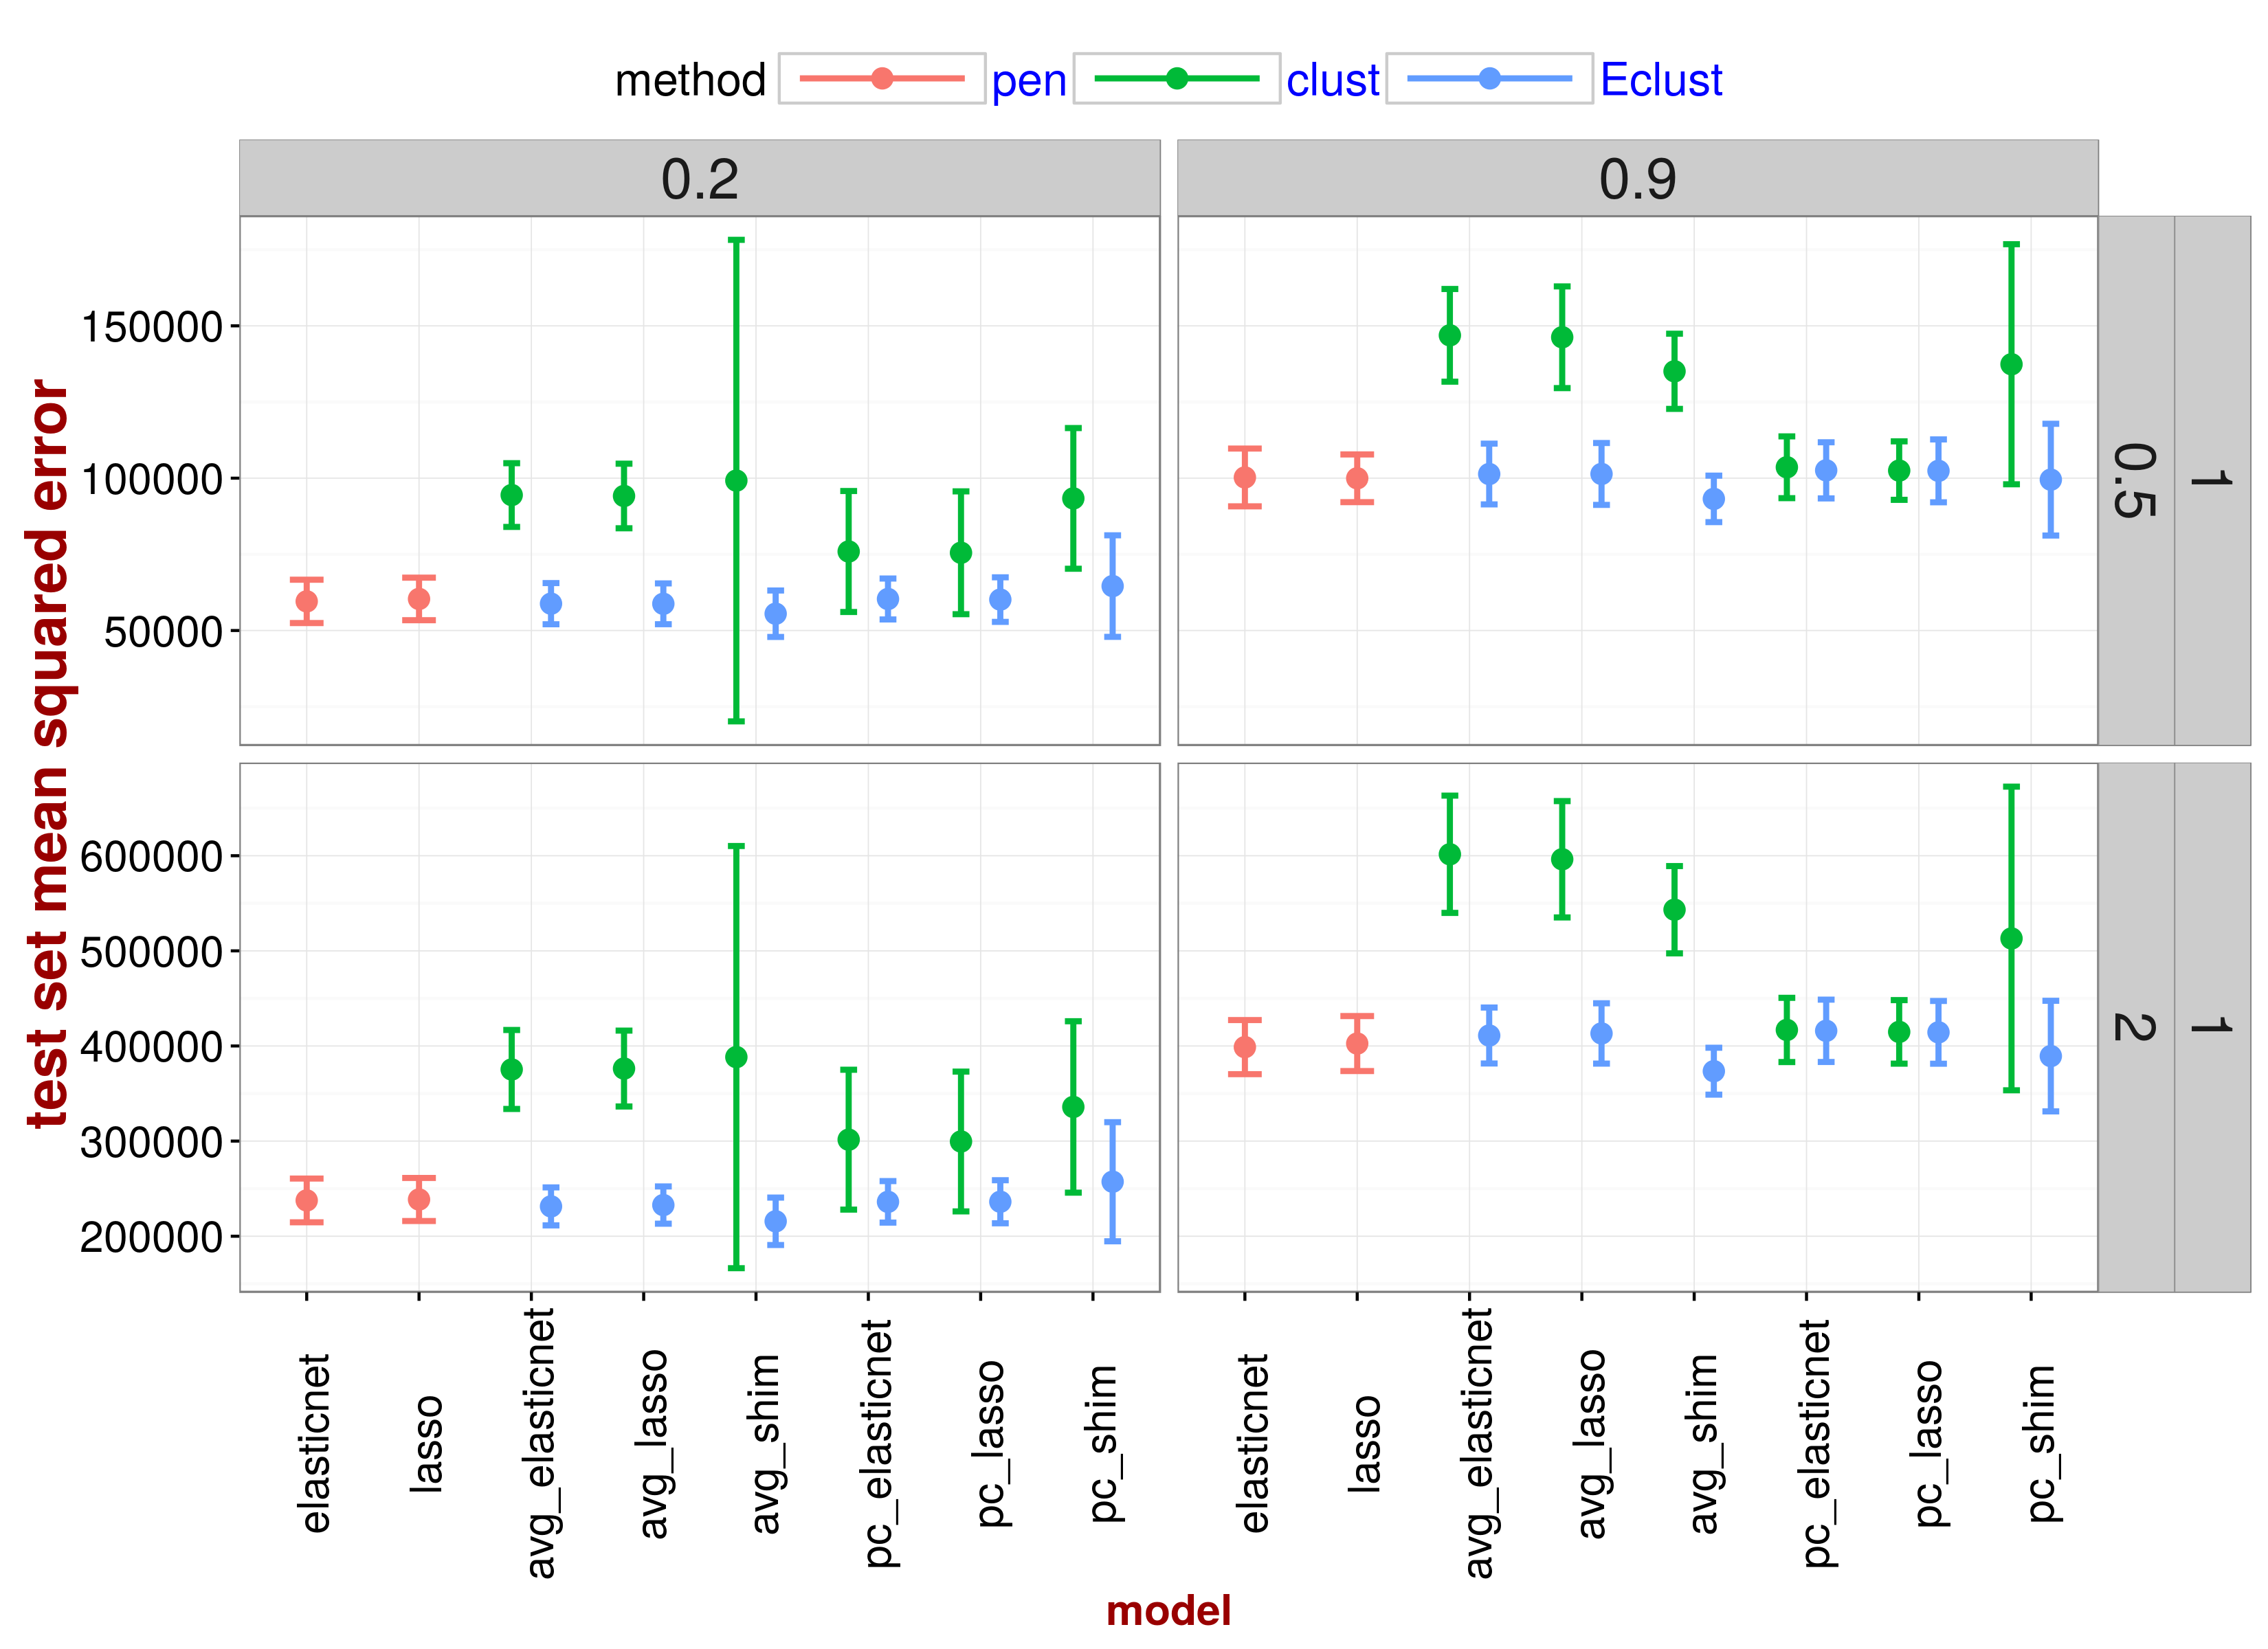 method pen clust Eclust
0.2 0.9
test set mean squared error
150000
100000
50000
0.5 1
600000
500000
400000
300000
200000
2 1
elasticnet lasso avg_elasticnet avg_lasso avg_shim pc_elasticnet pc_lasso pc_shim elasticnet lasso avg_elasticnet avg_lasso avg_shim pc_elasticnet pc_lasso pc_shim
model